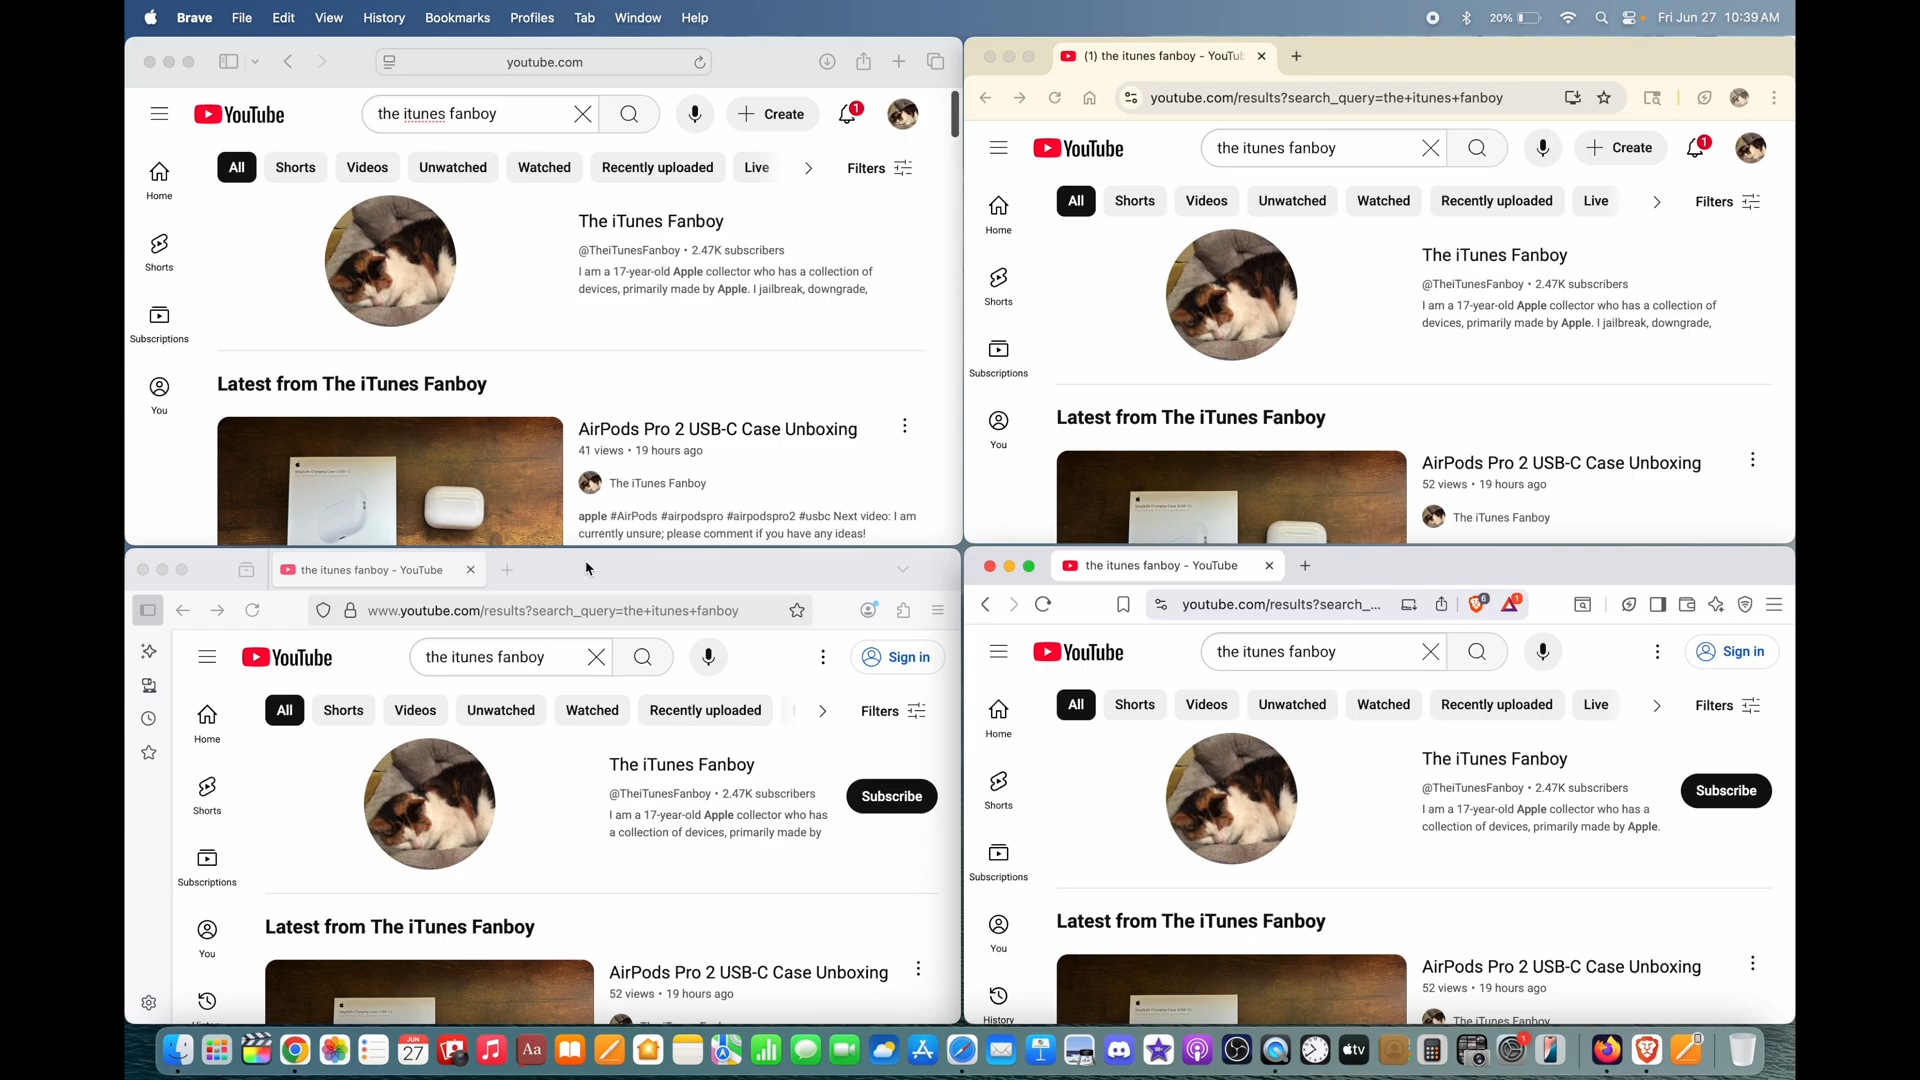 Brave File Edit View History Bookmarks Profiles Tab Window Help 20% Fri Jun 27 10:39 AM
youtube.com
YouTube the itunes fanboy Create 1
All Shorts Videos Unwatched Watched Recently uploaded Live Filters
Home
Shorts
Subscriptions
You
The iTunes Fanboy
@TheiTunesFanboy • 2.47K subscribers
I am a 17-year-old Apple collector who has a collection of
devices, primarily made by Apple. I jailbreak, downgrade,
Latest from The iTunes Fanboy
AirPods Pro 2 USB-C Case Unboxing
41 views • 19 hours ago
The iTunes Fanboy
apple #AirPods #airpodspro #airpodspro2 #usbc Next video: I am
currently unsure; please comment if you have any ideas!
(1) the itunes fanboy - YouTub
youtube.com/results?search_query=the+itunes+fanboy
YouTube the itunes fanboy Create 1
All Shorts Videos Unwatched Watched Recently uploaded Live Filters
Home
Shorts
Subscriptions
You
The iTunes Fanboy
@TheiTunesFanboy • 2.47K subscribers
I am a 17-year-old Apple collector who has a collection of
devices, primarily made by Apple. I jailbreak, downgrade,
Latest from The iTunes Fanboy
AirPods Pro 2 USB-C Case Unboxing
52 views • 19 hours ago
The iTunes Fanboy
the itunes fanboy - YouTube
www.youtube.com/results?search_query=the+itunes+fanboy
YouTube the itunes fanboy Sign in
All Shorts Videos Unwatched Watched Recently uploaded Filters
Home
Shorts
Subscriptions
You
The iTunes Fanboy
@TheiTunesFanboy • 2.47K subscribers
I am a 17-year-old Apple collector who has
a collection of devices, primarily made by
Subscribe
Latest from The iTunes Fanboy
AirPods Pro 2 USB-C Case Unboxing
52 views • 19 hours ago
the itunes fanboy - YouTube
youtube.com/results?search_... 6 1
YouTube the itunes fanboy Sign in
All Shorts Videos Unwatched Watched Recently uploaded Live Filters
Home
Shorts
Subscriptions
You
History
The iTunes Fanboy
@TheiTunesFanboy • 2.47K subscribers
I am a 17-year-old Apple collector who has a
collection of devices, primarily made by Apple.
Subscribe
Latest from The iTunes Fanboy
AirPods Pro 2 USB-C Case Unboxing
52 views • 19 hours ago
The iTunes Fanboy
JUN
27 Aa tv 1